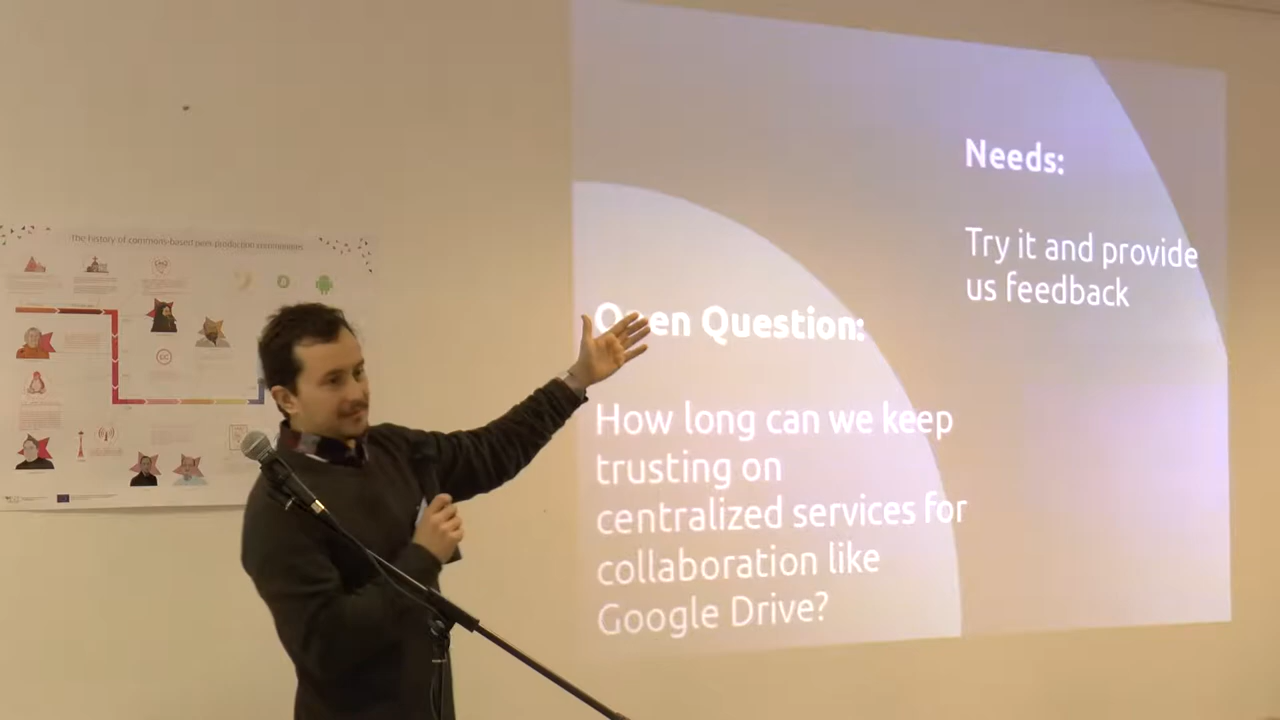 The history of commons-based peer-production communities
Open Question:
How long can we keep
trusting on
centralized services for
collaboration like
Google Drive?
Needs:
Try it and provide
us feedback